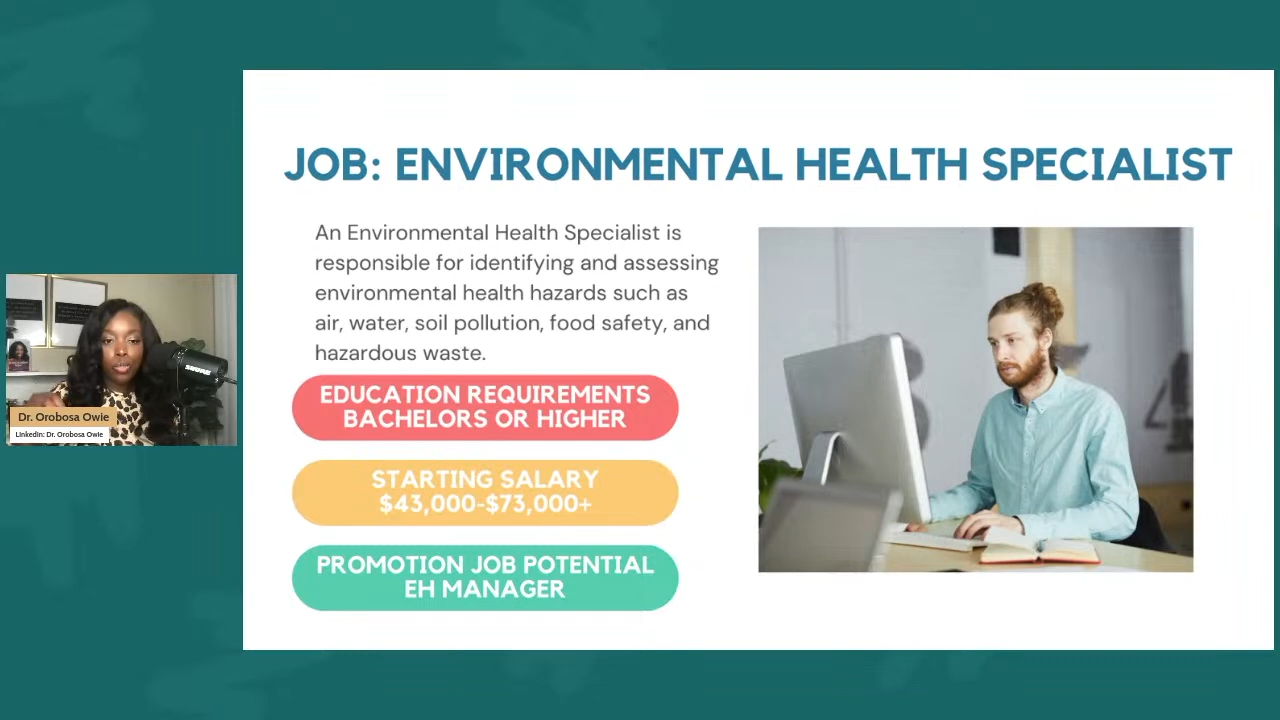 JOB: ENVIRONMENTAL HEALTH SPECIALIST
An Environmental Health Specialist is
responsible for identifying and assessing
environmental health hazards such as
air, water, soil pollution, food safety, and
hazardous waste.
EDUCATION REQUIREMENTS
BACHELORS OR HIGHER
STARTING SALARY
$43,000-$73,000+
PROMOTION JOB POTENTIAL
EH MANAGER
SHURE
Dr. Orobosa Owie
LinkedIn: Dr. Orobosa Owie